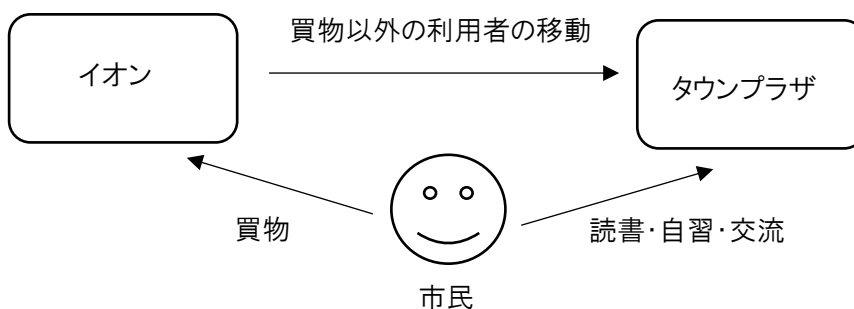 買物以外の利用者の移動
イオン
タウンプラザ
買物
読書・自習・交流
市民